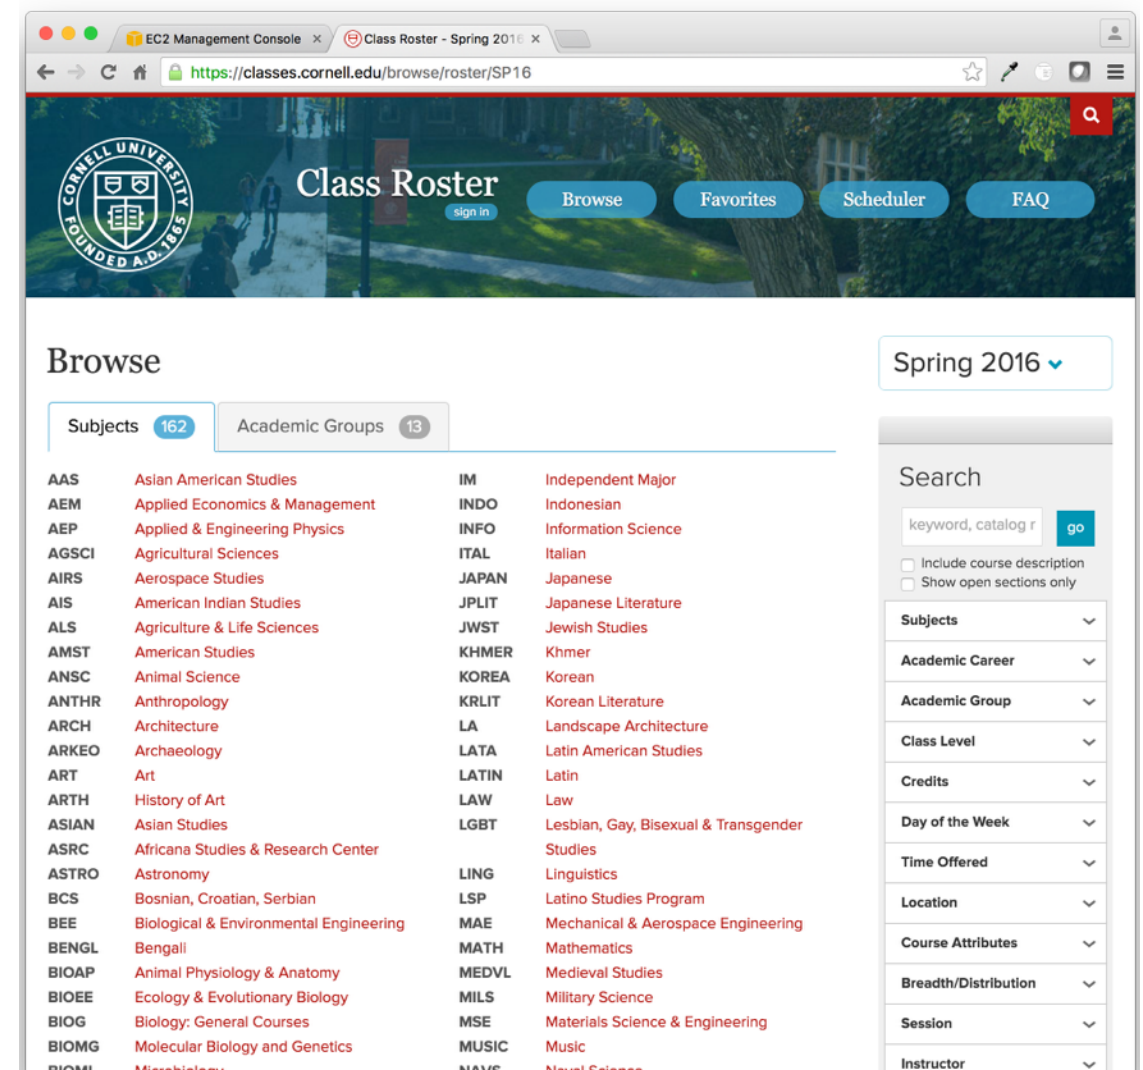 EC2 Management Console ×
Class Roster - Spring 2016 ×
https://classes.cornell.edu/browse/roster/SP16
CORNELL UNIVERSITY
FOUNDED A.D. 1865
Class Roster
sign in
Browse
Favorites
Scheduler
FAQ
Browse
Spring 2016
Subjects 162
Academic Groups 13
AAS Asian American Studies
AEM Applied Economics & Management
AEP Applied & Engineering Physics
AGSCI Agricultural Sciences
AIRS Aerospace Studies
AIS American Indian Studies
ALS Agriculture & Life Sciences
AMST American Studies
ANSC Animal Science
ANTHR Anthropology
ARCH Architecture
ARKEO Archaeology
ART Art
ARTH History of Art
ASIAN Asian Studies
ASRC Africana Studies & Research Center
ASTRO Astronomy
BCS Bosnian, Croatian, Serbian
BEE Biological & Environmental Engineering
BENGL Bengali
BIOAP Animal Physiology & Anatomy
BIOEE Ecology & Evolutionary Biology
BIOG Biology: General Courses
BIOMG Molecular Biology and Genetics
BIOMI Microbiology
IM Independent Major
INDO Indonesian
INFO Information Science
ITAL Italian
JAPAN Japanese
JPLIT Japanese Literature
JWST Jewish Studies
KHMER Khmer
KOREA Korean
KRLIT Korean Literature
LA Landscape Architecture
LATA Latin American Studies
LATIN Latin
LAW Law
LGBT Lesbian, Gay, Bisexual & Transgender
Studies
LING Linguistics
LSP Latino Studies Program
MAE Mechanical & Aerospace Engineering
MATH Mathematics
MEDVL Medieval Studies
MILS Military Science
MSE Materials Science & Engineering
MUSIC Music
NAVS Naval Science
Search
keyword, catalog r
go
Include course description
Show open sections only
Subjects
Academic Career
Academic Group
Class Level
Credits
Day of the Week
Time Offered
Location
Course Attributes
Breadth/Distribution
Session
Instructor